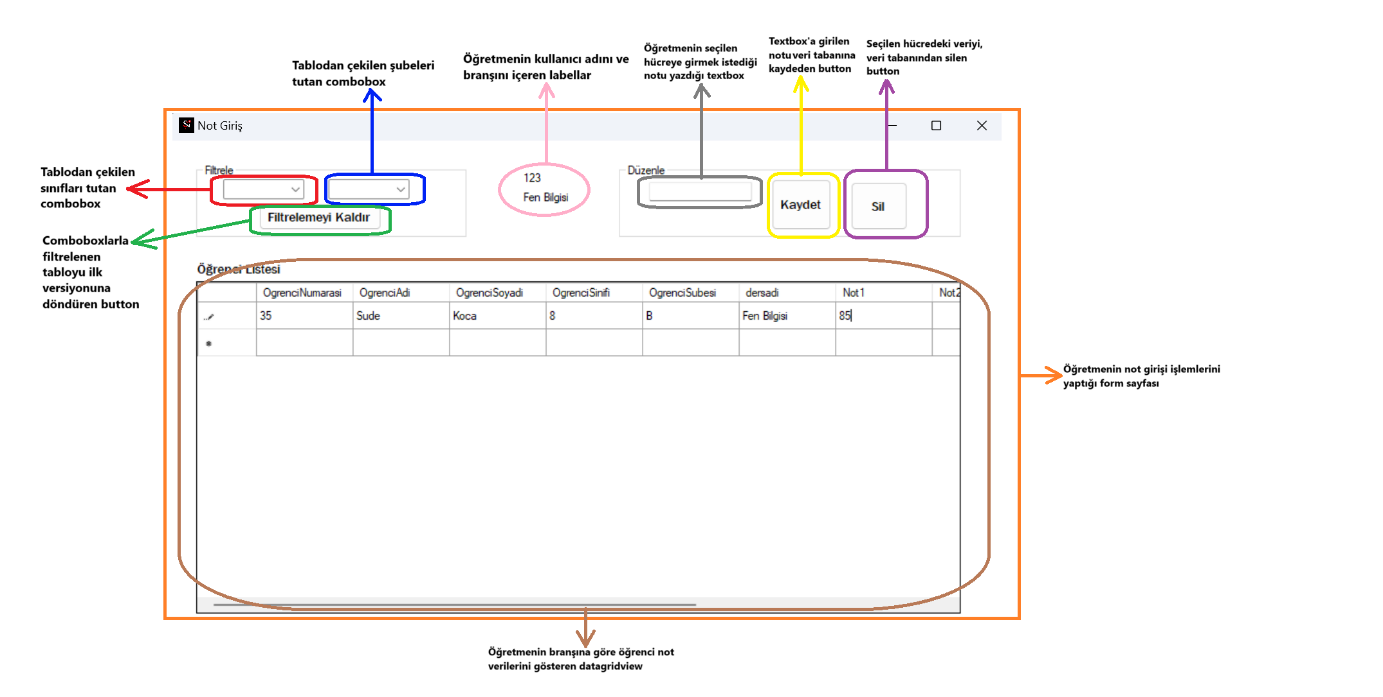 Tablodan çekilen şubeleri
tutan combobox
Öğretmenin kullanıcı adını ve
branşını içeren labellar
Öğretmenin seçilen
hücreye girmek istediği
notu yazdığı textbox
Textbox'a girilen
notu veri tabanına
kaydeden button
Seçilen hücredeki veriyi,
veri tabanından silen
button
Not Giriş
Tablodan çekilen
sınıfları tutan
combobox
Filtrele
Filtrelemeyi Kaldır
123
Fen Bilgisi
Düzenle
Kaydet
Sil
Comboboxlarla
filtrelenen
tabloyu ilk
versiyonuna
döndüren button
Öğrenci Listesi
OgrenciNumarasi OgrenciAdi OgrenciSoyadi OgrenciSinifi OgrenciSubesi dersadi Not1 Not2
35 Sude Koca 8 B Fen Bilgisi 85
Öğretmenin not girişi işlemlerini
yaptığı form sayfası
Öğretmenin branşına göre öğrenci not
verilerini gösteren datagridview